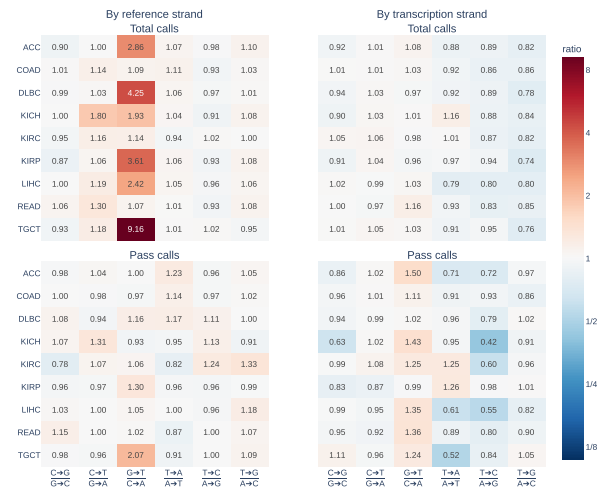 By reference strand
By transcription strand
Total calls
Total calls
ratio
ACC 0.90 1.00 2.86 1.07 0.98 1.10 0.92 1.01 1.08 0.88 0.89 0.82
COAD 1.01 1.14 1.09 1.11 0.93 1.03 1.01 1.01 1.03 0.92 0.86 0.86
DLBC 0.99 1.03 4.25 1.06 0.97 1.01 0.94 1.03 0.97 0.92 0.89 0.78
KICH 1.00 1.80 1.93 1.04 0.91 1.08 0.90 1.03 1.01 1.16 0.88 0.84
KIRC 0.95 1.16 1.14 0.94 1.02 1.00 1.05 1.06 0.98 1.01 0.87 0.82
KIRP 0.87 1.06 3.61 1.06 0.93 1.08 0.91 1.04 0.96 0.97 0.94 0.74
LIHC 1.00 1.19 2.42 1.05 0.96 1.06 1.02 0.99 1.03 0.79 0.80 0.80
READ 1.06 1.30 1.07 1.01 0.93 1.08 1.00 0.97 1.16 0.93 0.83 0.85
TGCT 0.93 1.18 9.16 1.01 1.02 0.95 1.01 1.05 1.03 0.91 0.95 0.76
Pass calls
Pass calls
ACC 0.98 1.04 1.00 1.23 0.96 1.05 0.86 1.02 1.50 0.71 0.72 0.97
COAD 1.00 0.98 0.97 1.14 0.97 1.02 0.96 1.01 1.11 0.91 0.93 0.86
DLBC 1.08 0.94 1.16 1.17 1.11 1.00 0.94 0.99 1.02 0.96 0.79 1.02
KICH 1.07 1.31 0.93 0.95 1.13 0.91 0.63 1.02 1.43 0.95 0.42 0.91
KIRC 0.78 1.07 1.06 0.82 1.24 1.33 0.99 1.08 1.25 1.25 0.60 0.96
KIRP 0.96 0.97 1.30 0.96 0.96 0.99 0.83 0.87 0.99 1.26 0.98 1.01
LIHC 1.03 1.00 1.05 1.00 0.96 1.18 0.99 0.95 1.35 0.61 0.55 0.82
READ 1.15 1.00 1.02 0.87 1.00 1.07 0.95 0.92 1.36 0.89 0.80 0.90
TGCT 0.98 0.96 2.07 0.91 1.00 1.09 1.11 1.06 1.24 0.52 0.84 1.05
C➔G C➔T G➔T T➔A T➔C T➔G C➔G C➔T G➔T T➔A T➔C T➔G
G➔C G➔A C➔A A➔T A➔G A➔C G➔C G➔A C➔A A➔T A➔G A➔C
8
4
2
1
1/2
1/4
1/8